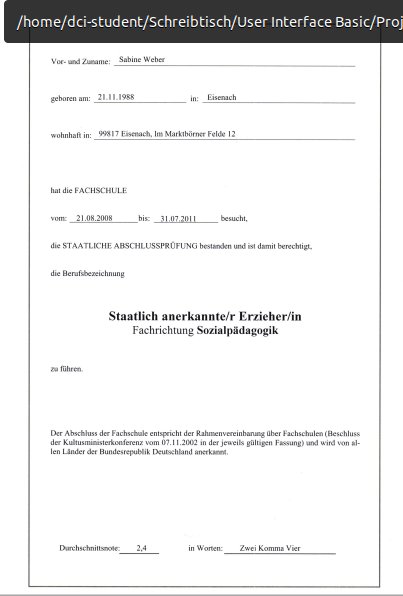 /home/dci-student/Schreibtisch/User Interface Basic/Proj
Vor- und Zuname: Sabine Weber
geboren am: 21.11.1988 in: Eisenach
wohnhaft in: 99817 Eisenach, Im Marktbörner Felde 12
hat die FACHSCHULE
vom: 21.08.2008 bis: 31.07.2011 besucht,
die STAATLICHE ABSCHLUSSPRÜFUNG bestanden und ist damit berechtigt,
die Berufsbezeichnung
Staatlich anerkannte/r Erzieher/in
Fachrichtung Sozialpädagogik
zu führen.
Der Abschluss der Fachschule entspricht der Rahmenvereinbarung über Fachschulen (Beschluss
der Kultusministerkonferenz vom 07.11.2002 in der jeweils gültigen Fassung) und wird von al-
len Länder der Bundesrepublik Deutschland anerkannt.
Durchschnittsnote: 2,4 in Worten: Zwei Komma Vier